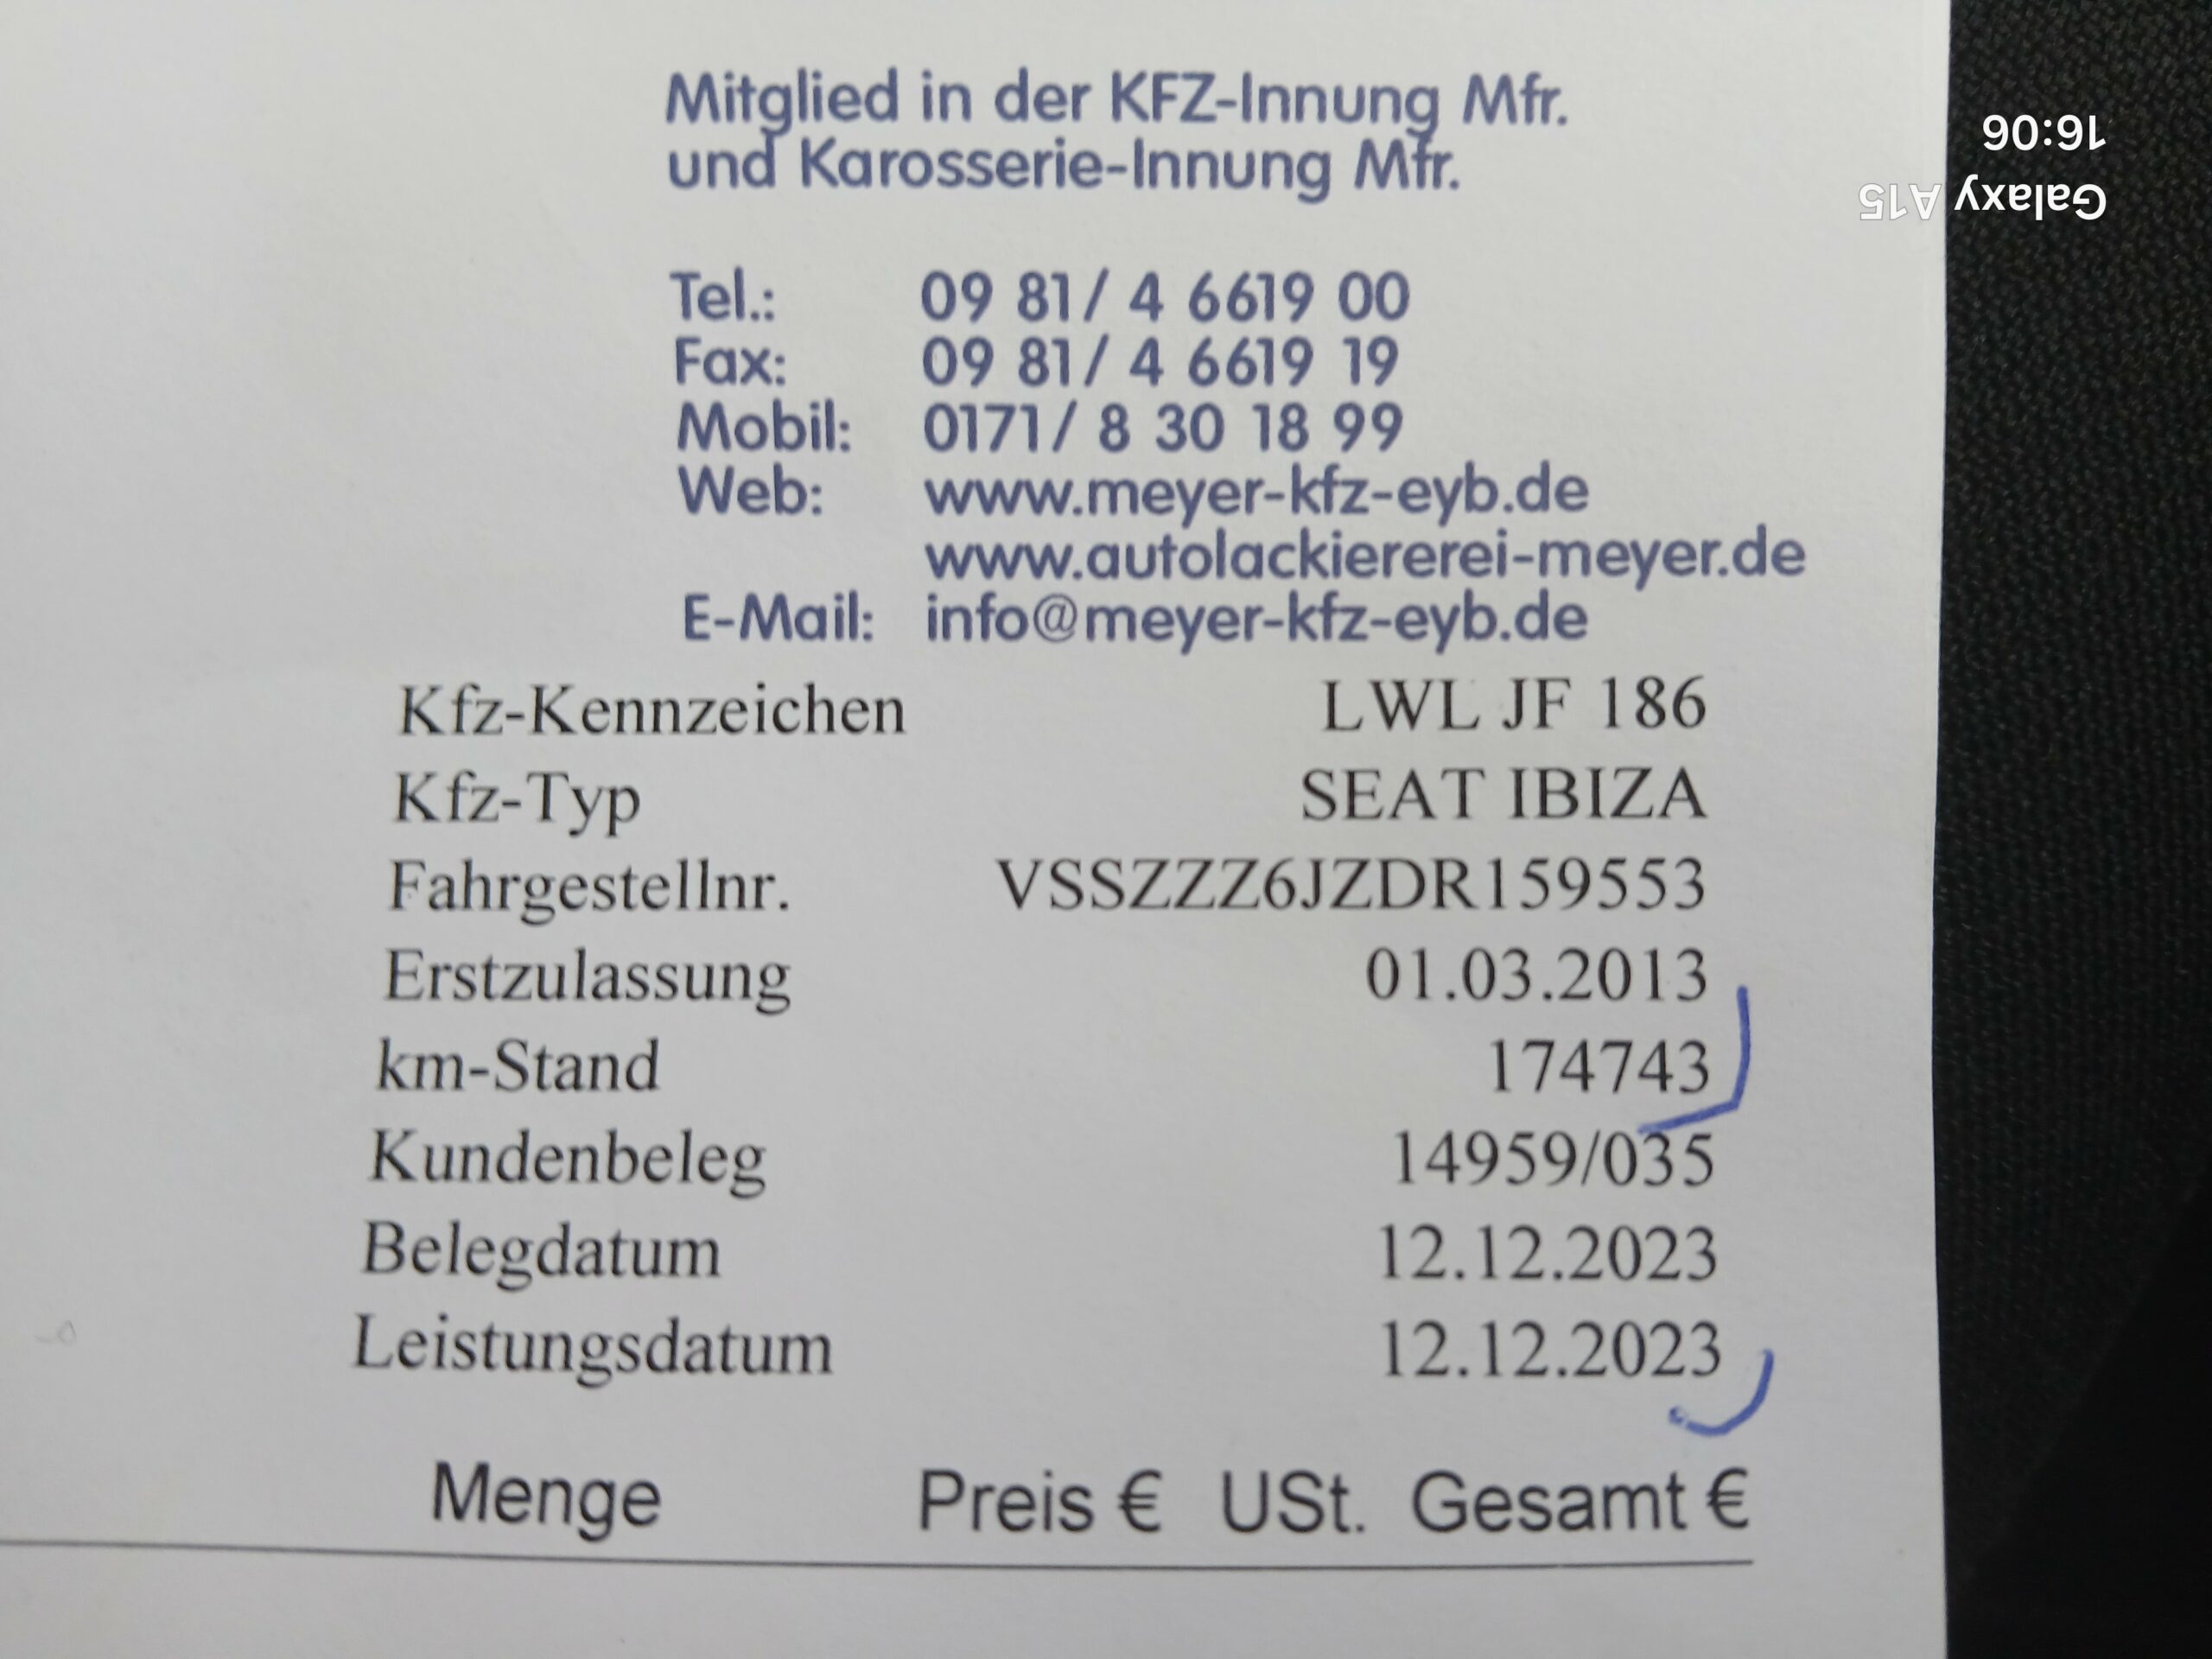 Mitglied in der KFZ-Innung Mfr.
und Karosserie-Innung Mfr.
Tel.: 09 81/ 4 6619 00
Fax: 09 81/ 4 6619 19
Mobil: 0171/ 8 30 18 99
Web: www.meyer-kfz-eyb.de
www.autolackiererei-meyer.de
E-Mail: info@meyer-kfz-eyb.de
Kfz-Kennzeichen LWL JF 186
Kfz-Typ SEAT IBIZA
Fahrgestellnr. VSSZZZ6JZDR159553
Erstzulassung 01.03.2013
km-Stand 174743
Kundenbeleg 14959/035
Belegdatum 12.12.2023
Leistungsdatum 12.12.2023
Menge Preis € USt. Gesamt €
Galaxy A15
16:06